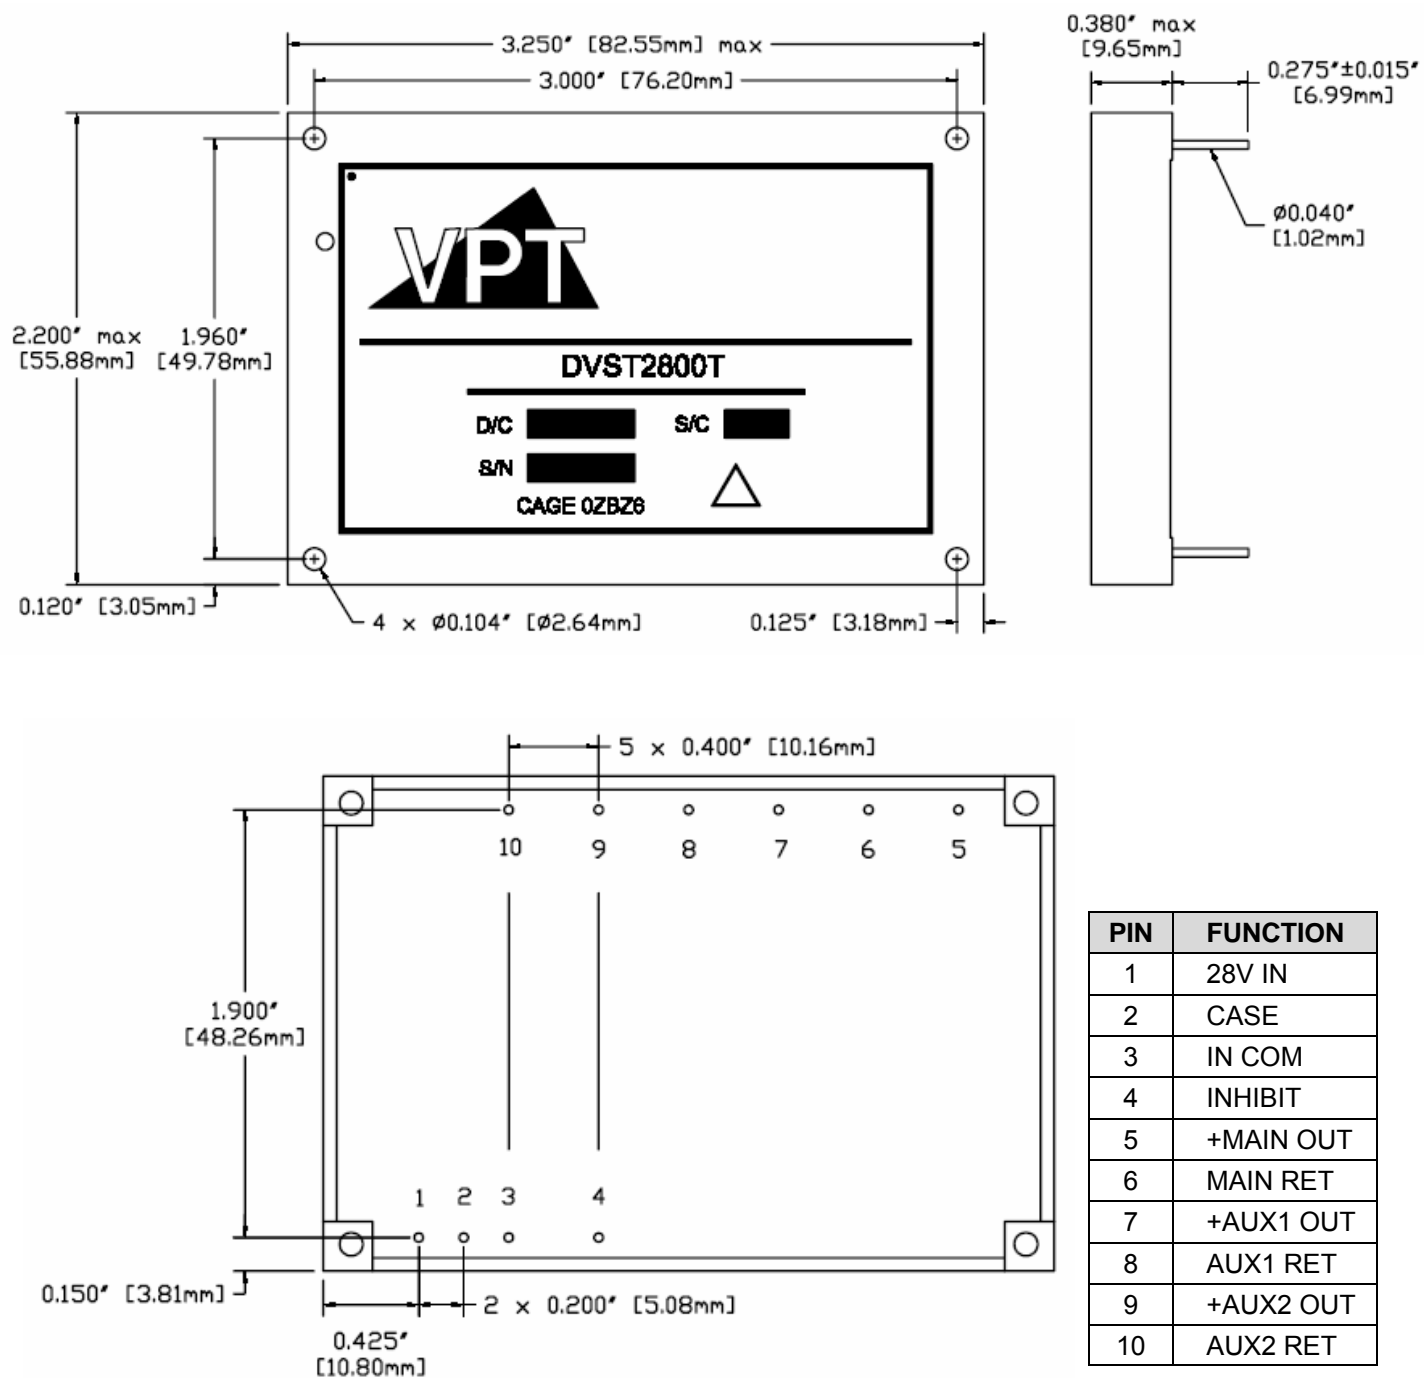 3.250" [82.55mm] max
3.000" [76.20mm]
0.380" max
[9.65mm]
0.275"±0.015"
[6.99mm]
ø0.040"
[1.02mm]
2.200" max
[55.88mm]
1.960"
[49.78mm]
VPT
DVST2800T
D/C
S/C
S/N
CAGE 0ZBZ6
0.120" [3.05mm]
4 x ø0.104" [ø2.64mm]
0.125" [3.18mm]
5 x 0.400" [10.16mm]
10 9 8 7 6 5
1.900"
[48.26mm]
1 2 3 4
0.150" [3.81mm]
2 x 0.200" [5.08mm]
0.425"
[10.80mm]
PIN FUNCTION
1 28V IN
2 CASE
3 IN COM
4 INHIBIT
5 +MAIN OUT
6 MAIN RET
7 +AUX1 OUT
8 AUX1 RET
9 +AUX2 OUT
10 AUX2 RET